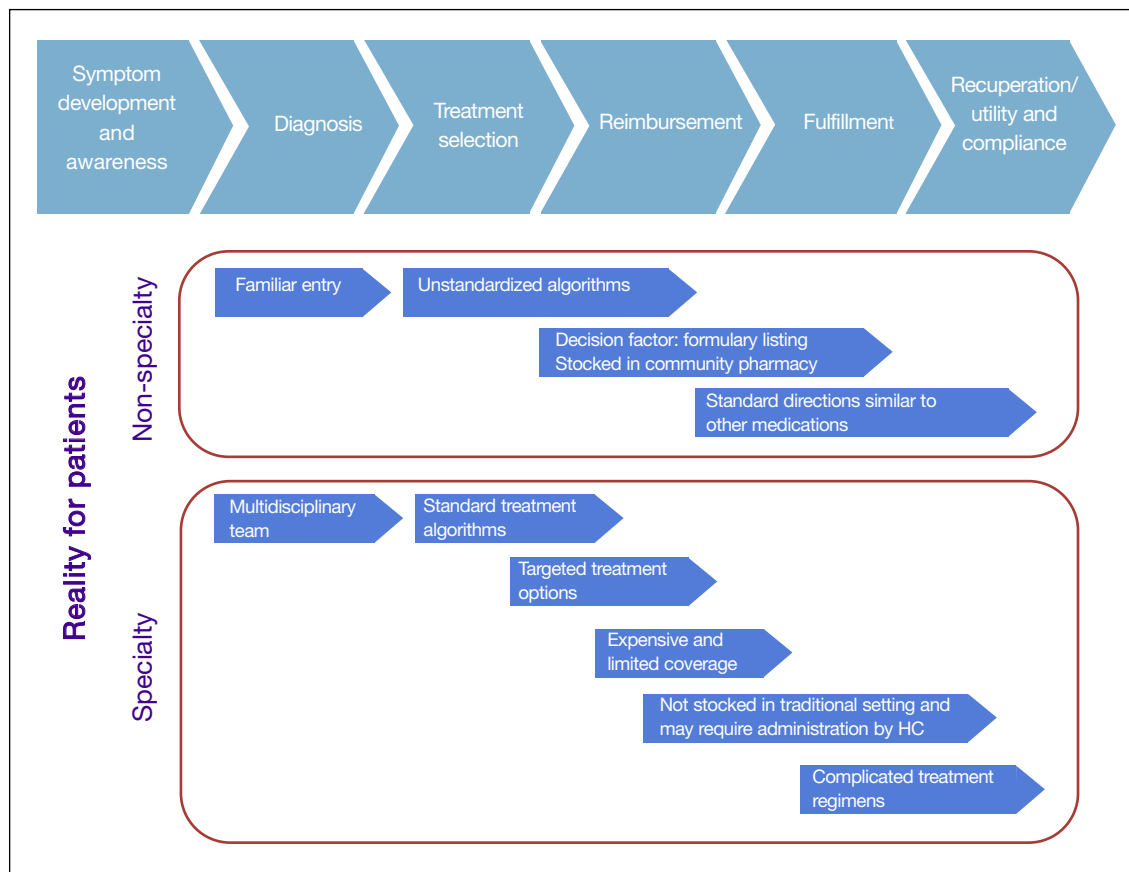 Symptom
development
and
awareness
Diagnosis
Treatment
selection
Reimbursement
Fulfillment
Recuperation/
utility and
compliance
Reality for patients
Non-specialty
Familiar entry
Unstandardized algorithms
Decision factor: formulary listing
Stocked in community pharmacy
Standard directions similar to
other medications
Specialty
Multidisciplinary
team
Standard treatment
algorithms
Targeted treatment
options
Expensive and
limited coverage
Not stocked in traditional setting and
may require administration by HC
Complicated treatment
regimens